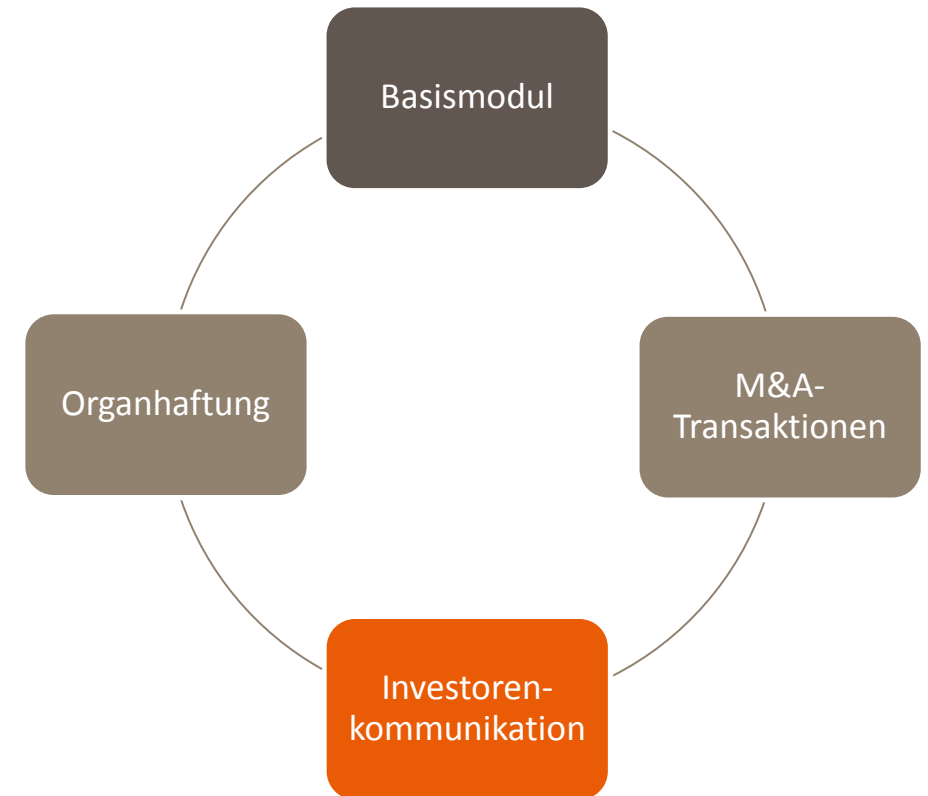 Basismodul
Organhaftung
M&A-
Transaktionen
Investoren-
kommunikation